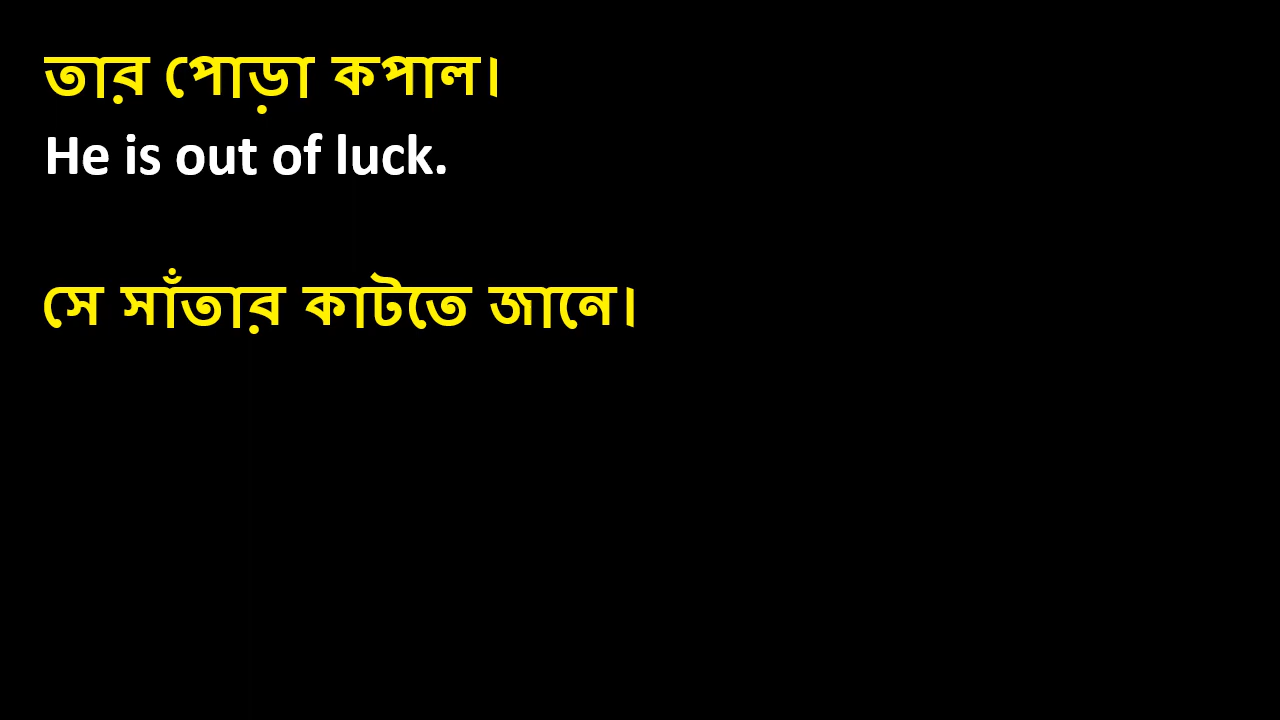 তার পোড়া কপাল।
He is out of luck.
সে সাঁতার কাটতে জানে।